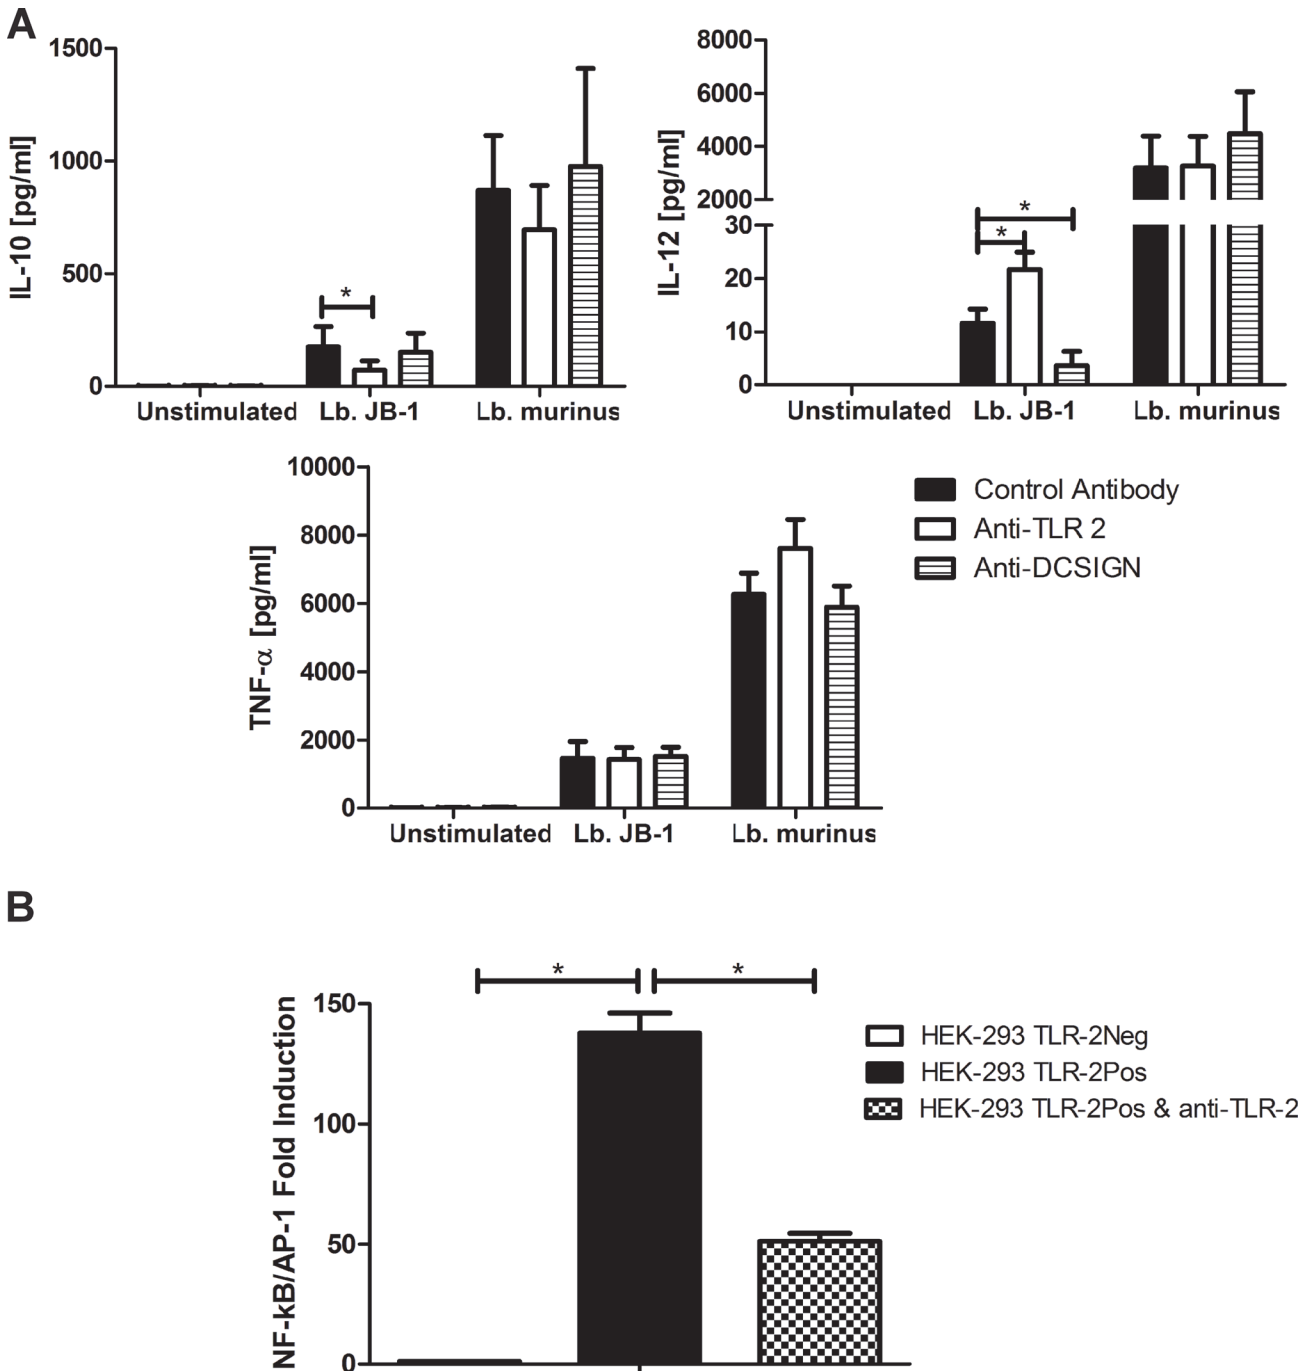 A
IL-10 [pg/ml]
1500
1000
500
0
*
Unstimulated Lb. JB-1 Lb. murinus
IL-12 [pg/ml]
8000
6000
4000
2000
30
20
10
0
*
*
Unstimulated Lb. JB-1 Lb. murinus
TNF-α [pg/ml]
10000
8000
6000
4000
2000
0
Unstimulated Lb. JB-1 Lb. murinus
Control Antibody
Anti-TLR 2
Anti-DCSIGN
B
NF-kB/AP-1 Fold Induction
150
100
50
0
* *
HEK-293 TLR-2Neg
HEK-293 TLR-2Pos
HEK-293 TLR-2Pos & anti-TLR-2